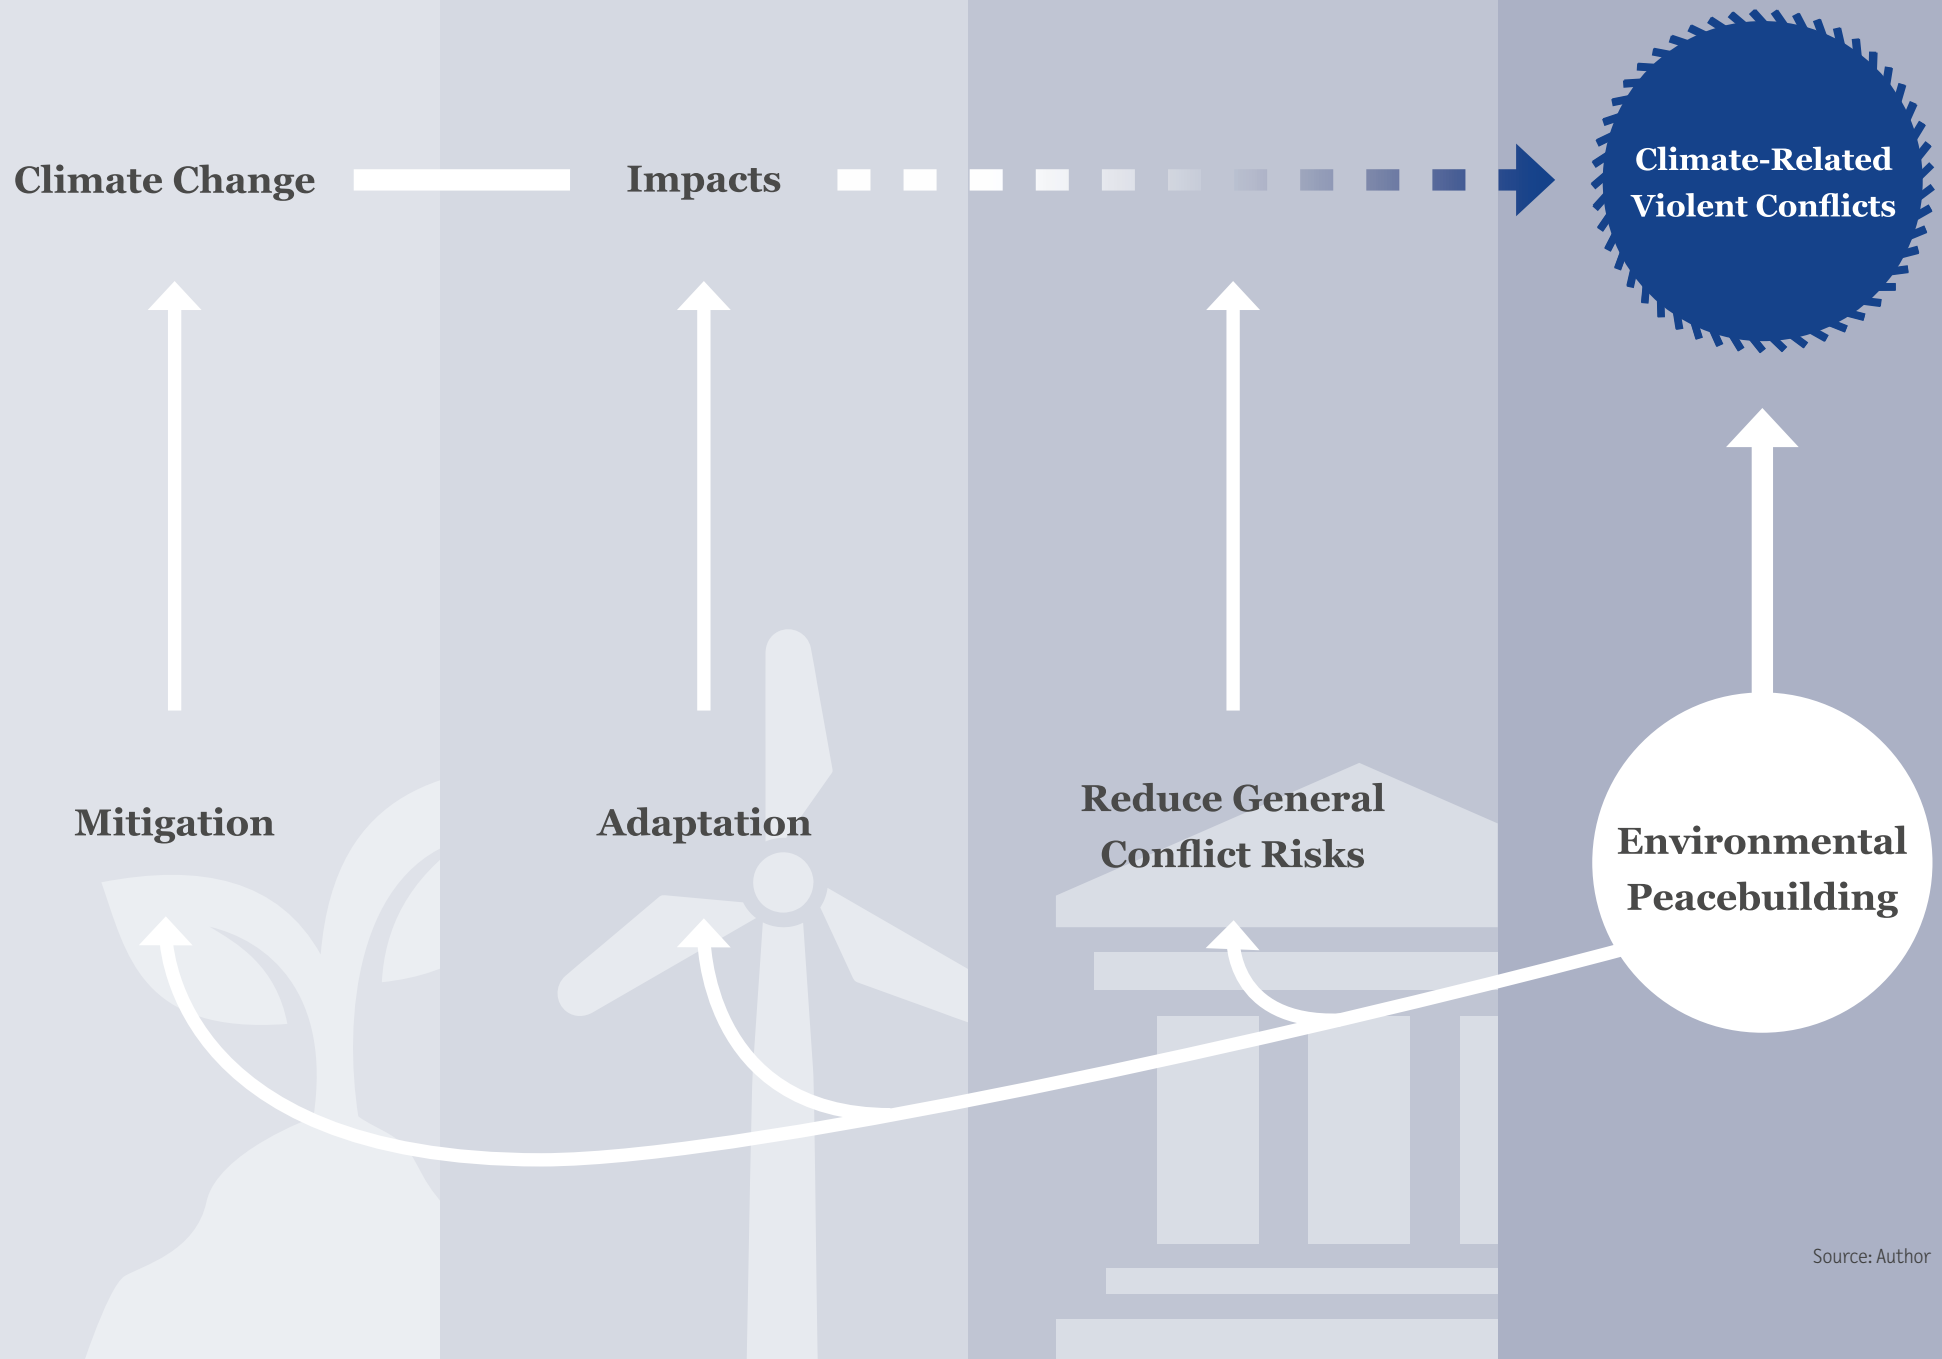 Climate Change
Impacts
Climate-Related
Violent Conflicts
Mitigation
Adaptation
Reduce General
Conflict Risks
Environmental
Peacebuilding
Source: Author